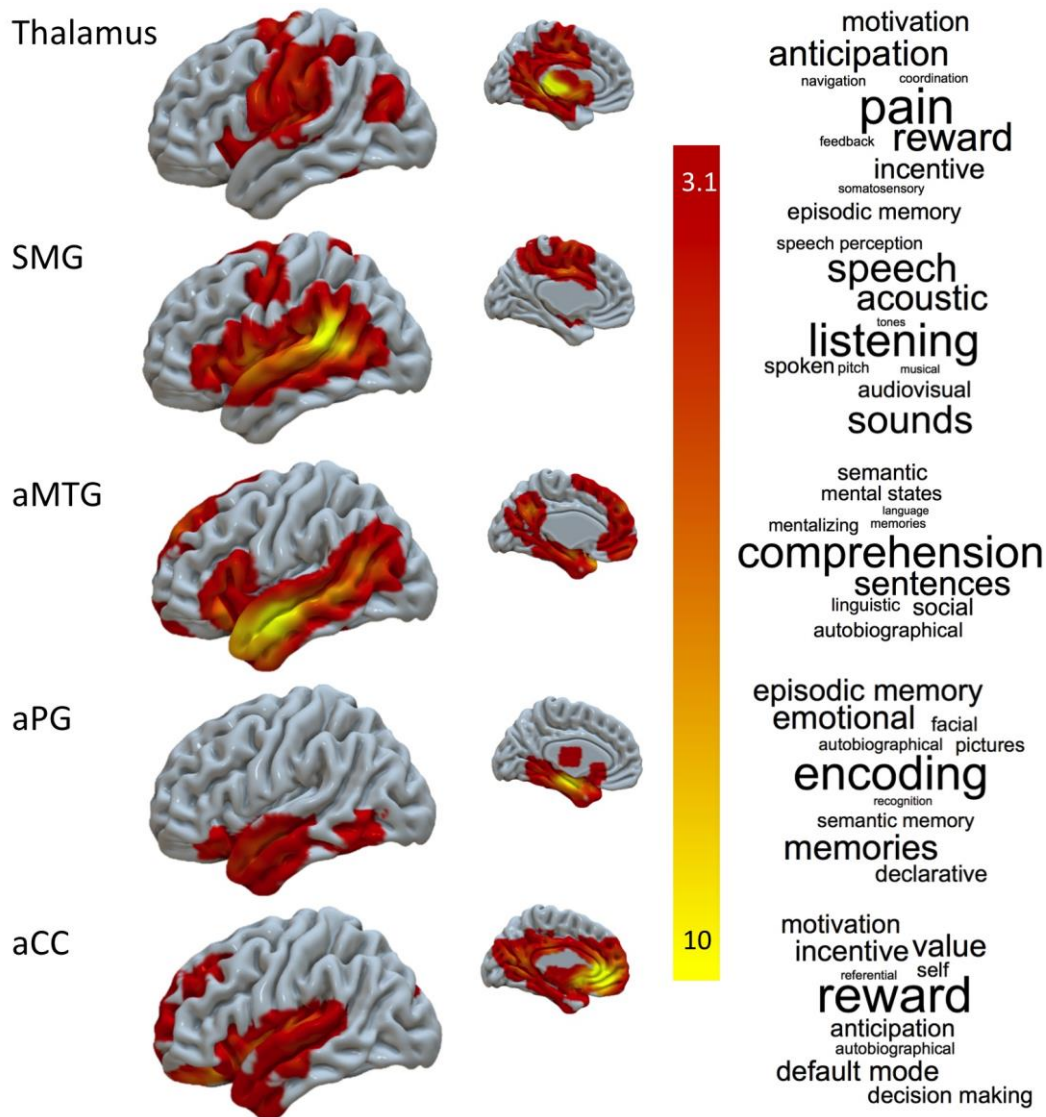 Thalamus
motivation
anticipation
navigation coordination
pain
feedback reward
incentive
somatosensory
episodic memory
3.1
SMG
speech perception
speech
acoustic
tones
listening
spoken pitch musical
audiovisual
sounds
aMTG
semantic
mental states
language
mentalizing memories
comprehension
sentences
linguistic social
autobiographical
aPG
episodic memory
emotional facial
autobiographical pictures
encoding
recognition
semantic memory
memories
declarative
aCC
10
motivation
incentive value
referential self
reward
anticipation
autobiographical
default mode
decision making